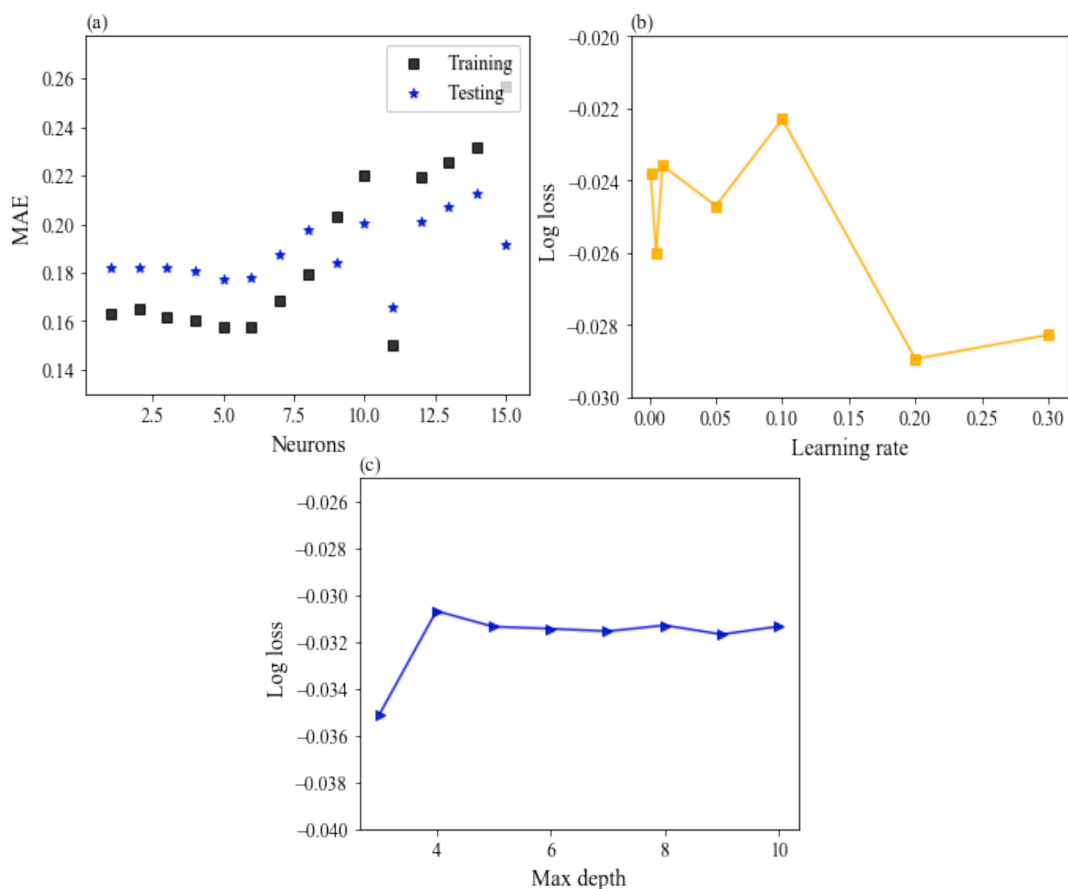 (a)
MAE
0.26
0.24
0.22
0.20
0.18
0.16
0.14
Training
Testing
2.5 5.0 7.5 10.0 12.5 15.0
Neurons
(b)
Log loss
−0.020
−0.022
−0.024
−0.026
−0.028
−0.030
0.00 0.05 0.10 0.15 0.20 0.25 0.30
Learning rate
(c)
Log loss
−0.026
−0.028
−0.030
−0.032
−0.034
−0.036
−0.038
−0.040
4 6 8 10
Max depth